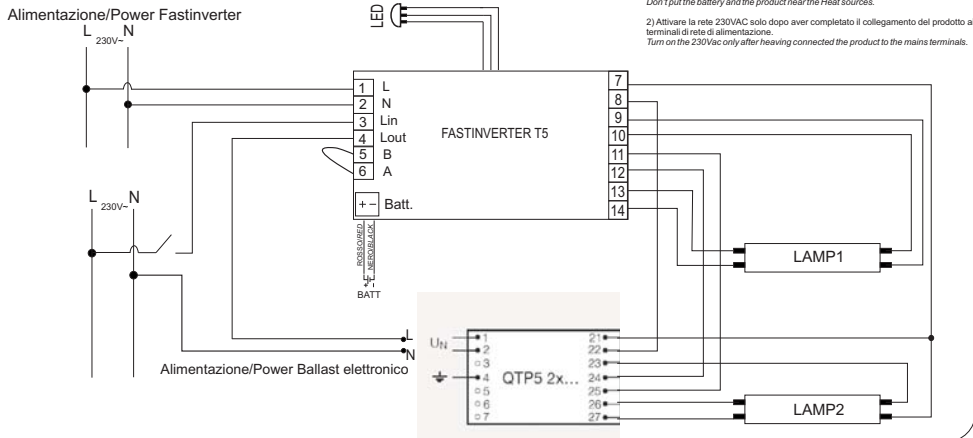 Don't put the battery and the product near the Heat sources.
Alimentazione/Power Fastinverter
2) Attivare la rete 230VAC solo dopo aver completato il collegamento del prodotto ai
terminali di rete di alimentazione.
Turn on the 230Vac only after heaving connected the product to the mains terminals.
LED
L N
230V~
1 L
2 N
3 Lin
4 Lout
5 B
6 A
+ - Batt.
FASTINVERTER T5
7
8
9
10
11
12
13
14
L N
230V~
ROSSO/RED
NERO/BLACK
+ -
BATT
LAMP1
L
N
Alimentazione/Power Ballast elettronico
UN
1
2
3
4
5
6
7
QTP5 2x...
21
22
23
24
25
26
27
LAMP2